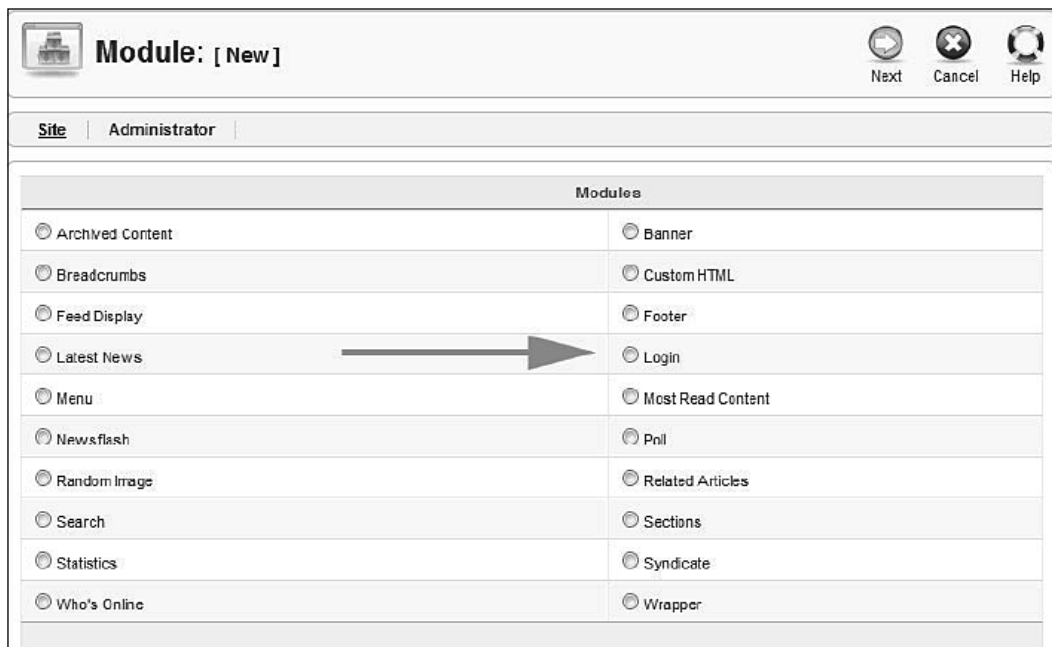 Module: [ New ]
Next Cancel Help
Site Administrator
Modules
Archived Content Banner
Breadcrumbs Custom HTML
Feed Display Footer
Latest News Login
Menu Most Read Content
Newsflash Poll
Random Image Related Articles
Search Sections
Statistics Syndicate
Who's Online Wrapper